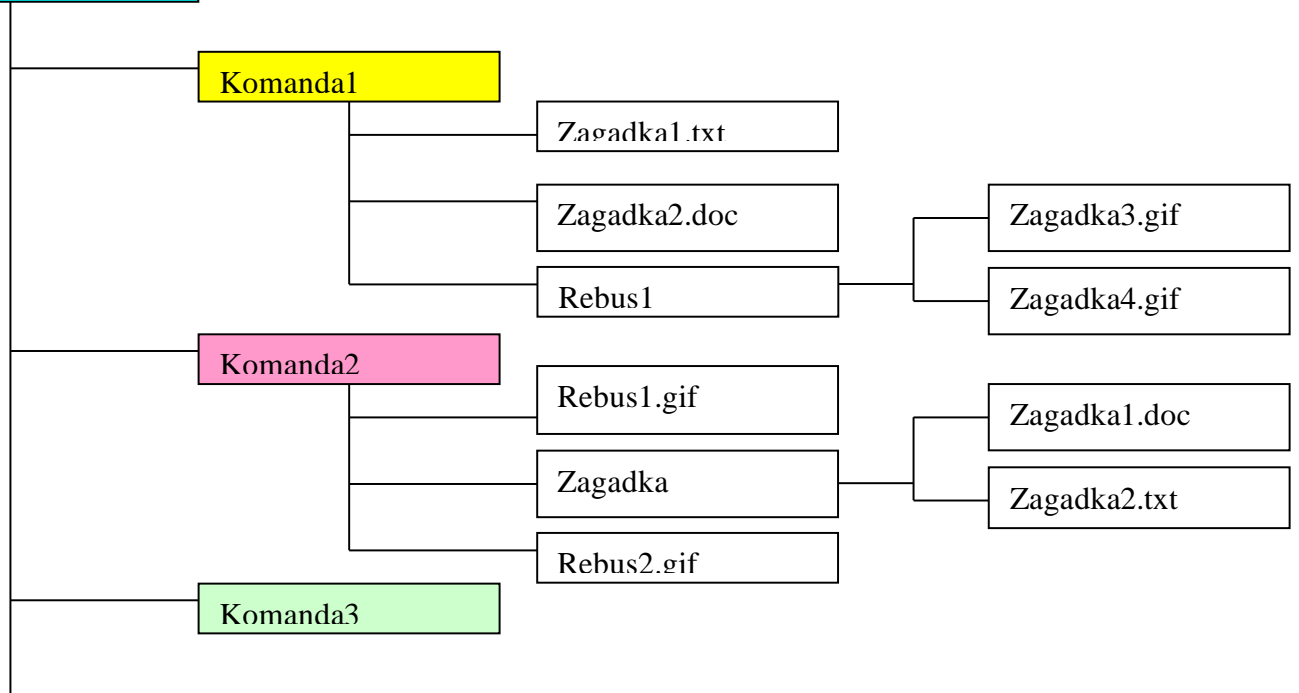 Komanda1
Zagadka1.txt
Zagadka2.doc
Zagadka3.gif
Rebus1
Zagadka4.gif
Komanda2
Rebus1.gif
Zagadka1.doc
Zagadka
Zagadka2.txt
Rebus2.gif
Komanda3